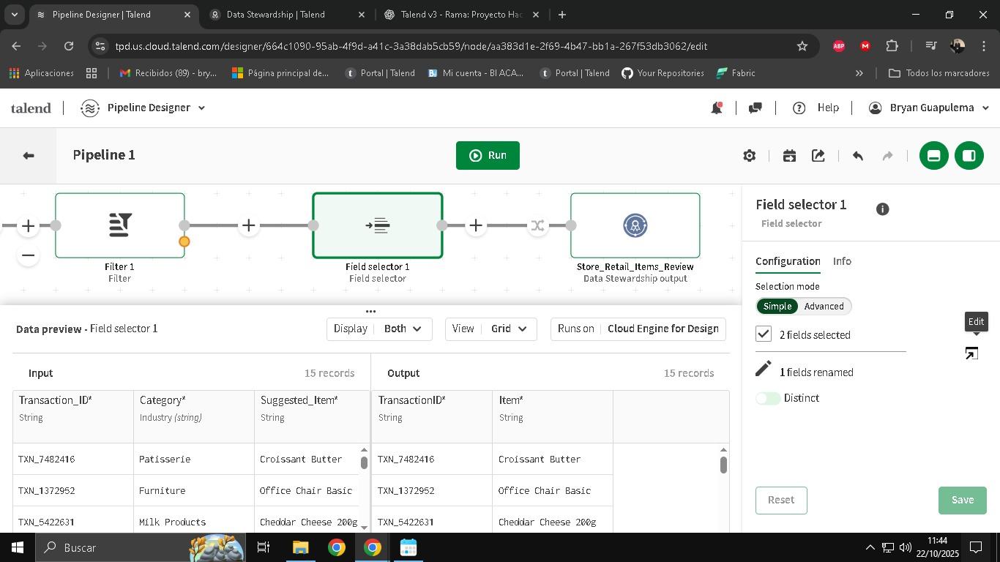 Pipeline Designer | Talend
Data Stewardship | Talend
Talend v3 - Rama: Proyecto Hac
tpd.us.cloud.talend.com/designer/664c1090-95ab-4f9d-a41c-3a38dab5cb59/node/aa383d1e-2f69-4b47-bb1a-267f53db3062/edit
ABP
M
Aplicaciones
Recibidos (89) - bry...
Página principal de...
Portal | Talend
Mi cuenta - BI ACA...
Portal | Talend
Your Repositories
Fabric
»
Todos los marcadores
talend
Pipeline Designer
Help
Bryan Guapulema
Pipeline 1
Run
Filter 1
Filter
Field selector 1
Field selector
Store_Retail_Items_Review
Data Stewardship output
Field selector 1
Field selector
Configuration
Info
Selection mode
Simple
Advanced
Edit
2 fields selected
1 fields renamed
Distinct
Reset
Save
Data preview - Field selector 1
Display
Both
View
Grid
Runs on
Cloud Engine for Design
Input
15 records
Output
15 records
Transaction_ID*
Category*
Suggested_Item*
TransactionID*
Item*
String
Industry (string)
String
String
String
TXN_7482416
Patisserie
Croissant Butter
TXN_7482416
Croissant Butter
TXN_1372952
Furniture
Office Chair Basic
TXN_1372952
Office Chair Basic
TXN_5422631
Milk Products
Cheddar Cheese 200g
TXN_5422631
Cheddar Cheese 200g
Buscar
11:44
22/10/2025